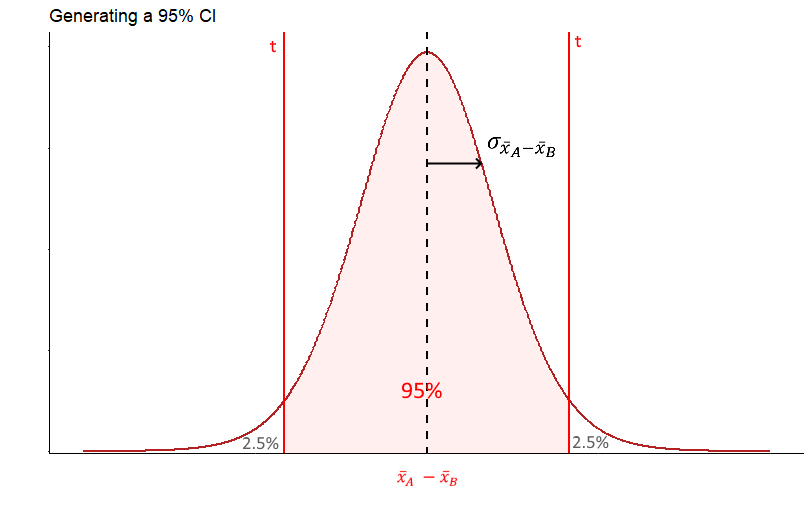 Generating a 95% CI
t
t
σx̄A−x̄B
95%
2.5%
2.5%
x̄A − x̄B